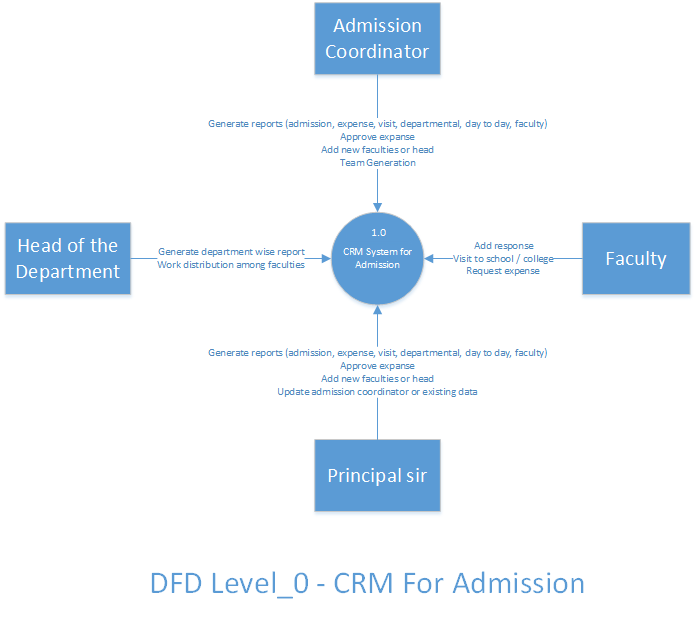 Admission
Coordinator
Generate reports (admission, expense, visit, departmental, day to day, faculty)
Approve expanse
Add new faculties or head
Team Generation
Head of the
Department
Generate department wise report
Work distribution among faculties
1.0
CRM System for
Admission
Add response
Visit to school / college
Request expense
Faculty
Generate reports (admission, expense, visit, departmental, day to day, faculty)
Approve expanse
Add new faculties or head
Update admission coordinator or existing data
Principal sir
DFD Level_0 - CRM For Admission